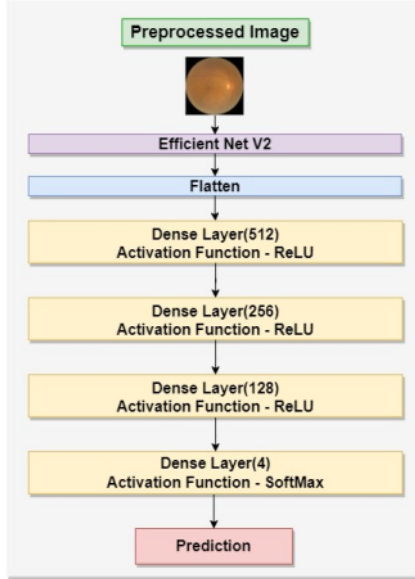 Preprocessed Image
Efficient Net V2
Flatten
Dense Layer(512)
Activation Function - ReLU
Dense Layer(256)
Activation Function - ReLU
Dense Layer(128)
Activation Function - ReLU
Dense Layer(4)
Activation Function - SoftMax
Prediction